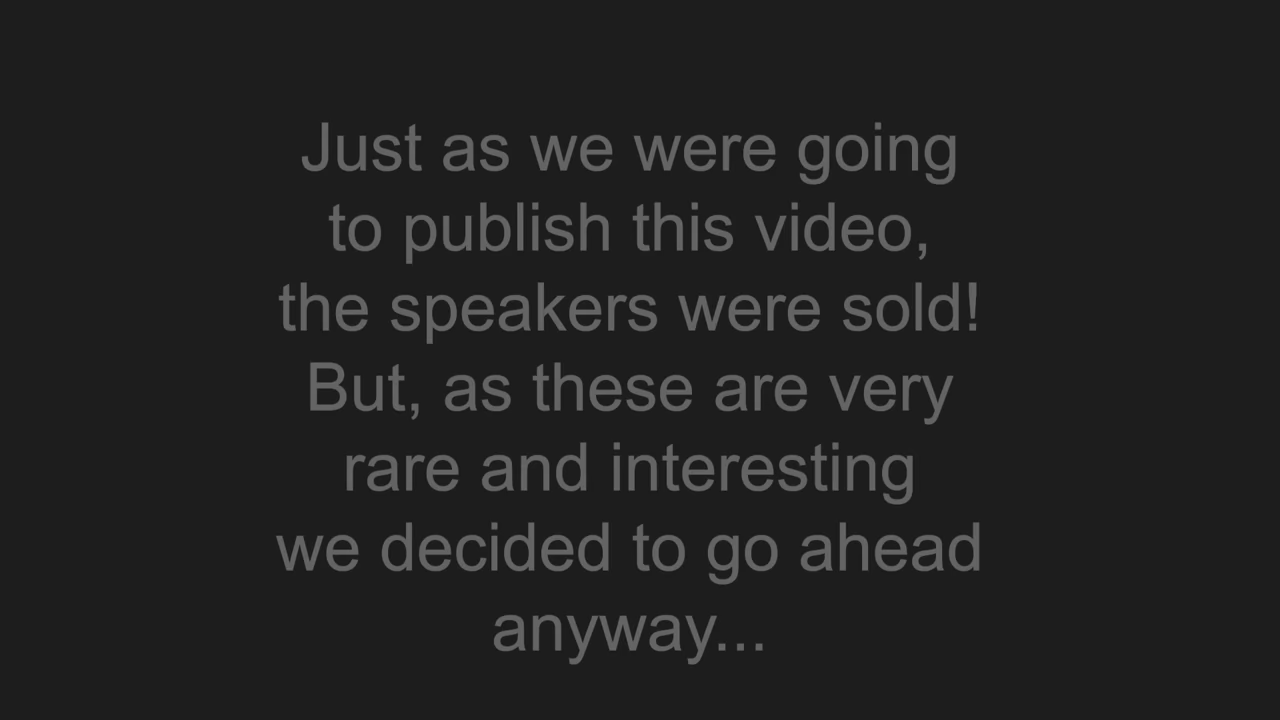 Just as we were going
to publish this video,
the speakers were sold!
But, as these are very
rare and interesting
we decided to go ahead
anyway...